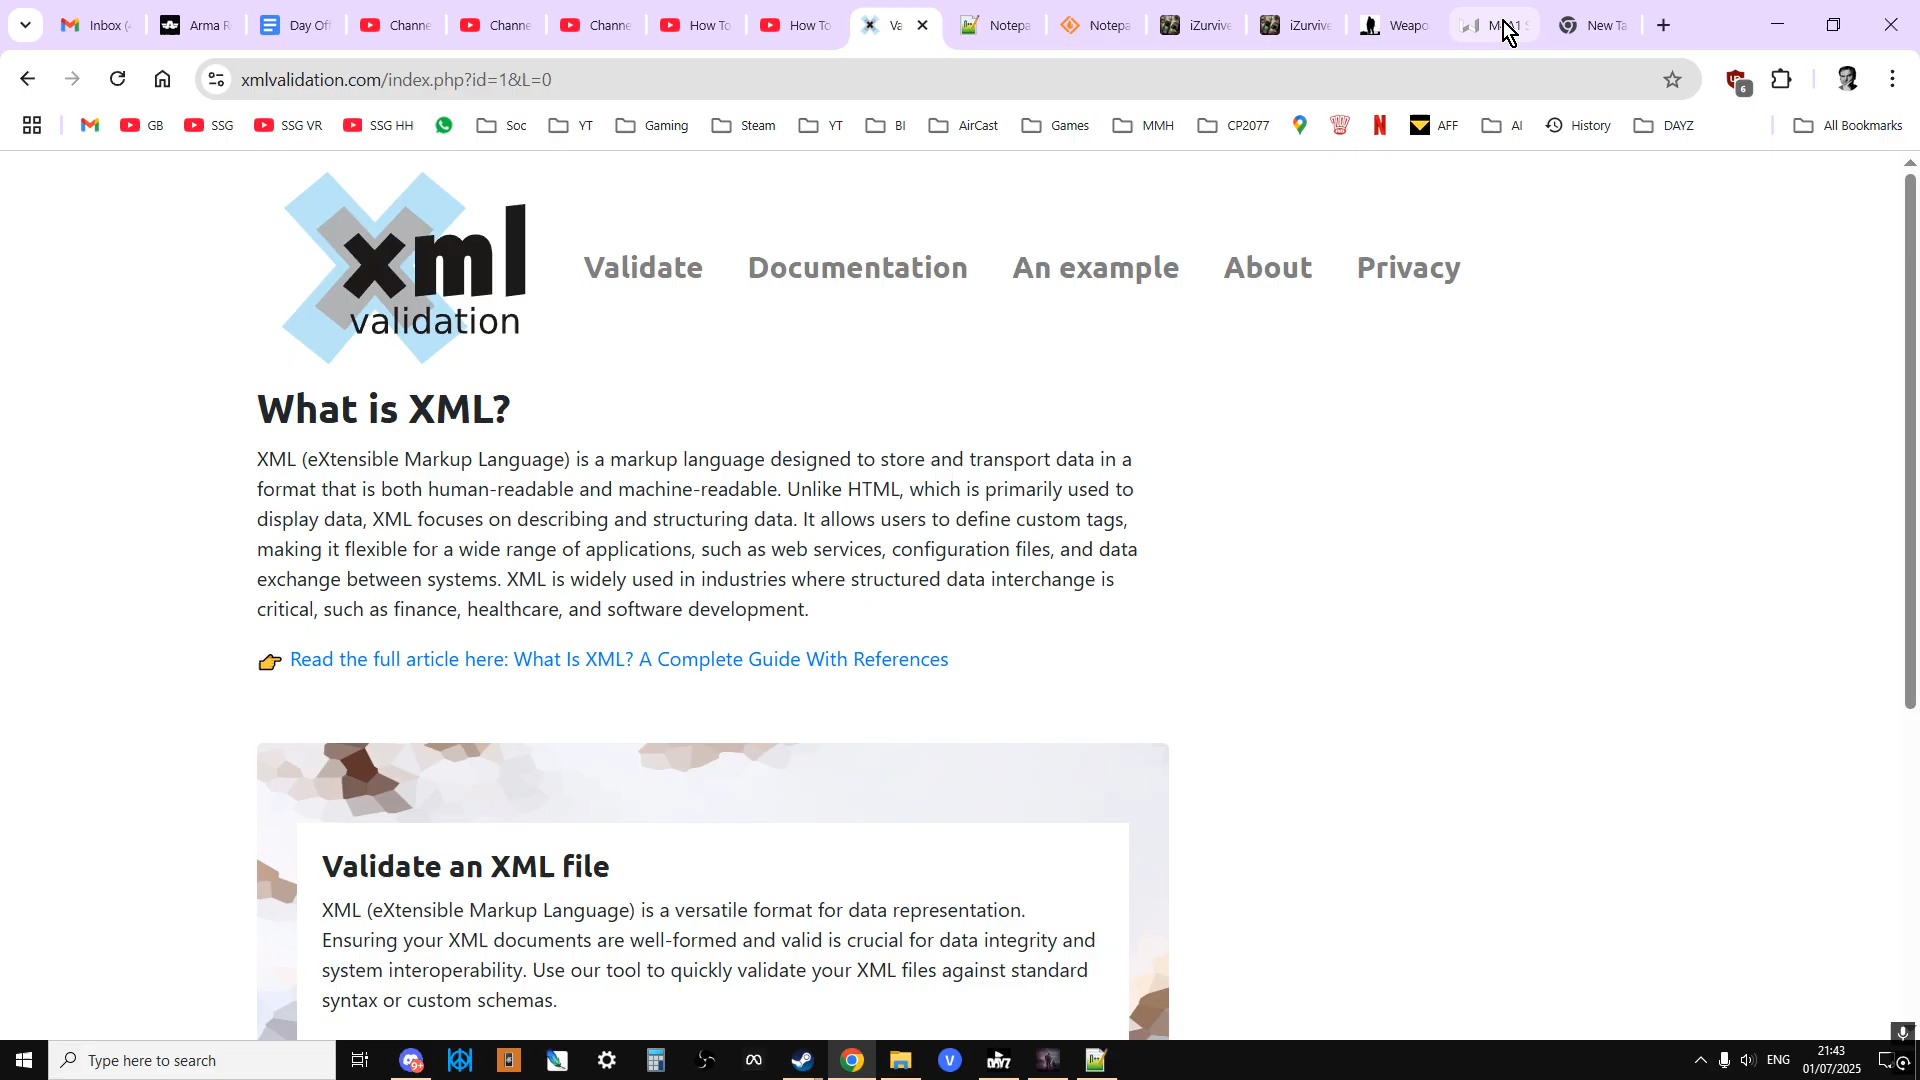 Inbox (
Arma R
Day Off
Channe
Channe
Channe
How To
How To
Va
Notepa
Notepa
iZurvive
iZurvive
Weapo
New Ta
xmlvalidation.com/index.php?id=1&L=0
6
GB
SSG
SSG VR
SSG HH
Soc
YT
Gaming
Steam
YT
BI
AirCast
Games
MMH
CP2077
AFF
AI
History
DAYZ
All Bookmarks
xml
validation
Validate
Documentation
An example
About
Privacy
What is XML?
XML (eXtensible Markup Language) is a markup language designed to store and transport data in a
format that is both human-readable and machine-readable. Unlike HTML, which is primarily used to
display data, XML focuses on describing and structuring data. It allows users to define custom tags,
making it flexible for a wide range of applications, such as web services, configuration files, and data
exchange between systems. XML is widely used in industries where structured data interchange is
critical, such as finance, healthcare, and software development.
Read the full article here: What Is XML? A Complete Guide With References
Validate an XML file
XML (eXtensible Markup Language) is a versatile format for data representation.
Ensuring your XML documents are well-formed and valid is crucial for data integrity and
system interoperability. Use our tool to quickly validate your XML files against standard
syntax or custom schemas.
Type here to search
9+
DAYZ
ENG
21:43
01/07/2025